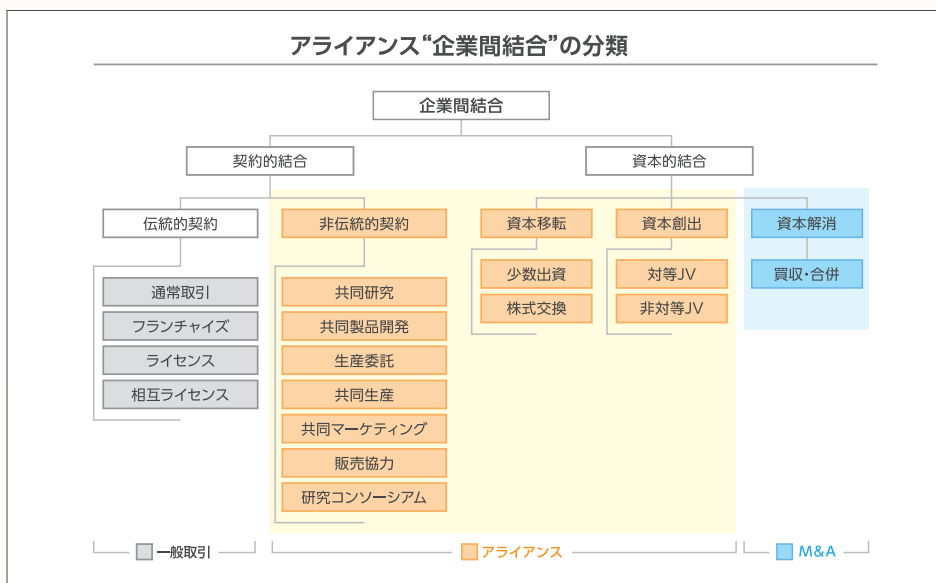 アライアンス“企業間結合”の分類
企業間結合
契約的結合
資本的結合
伝統的契約
非伝統的契約
資本移転
資本創出
資本解消
通常取引
フランチャイズ
ライセンス
相互ライセンス
共同研究
共同製品開発
生産委託
共同生産
共同マーケティング
販売協力
研究コンソーシアム
少数出資
株式交換
対等JV
非対等JV
買収・合併
一般取引
アライアンス
M&A